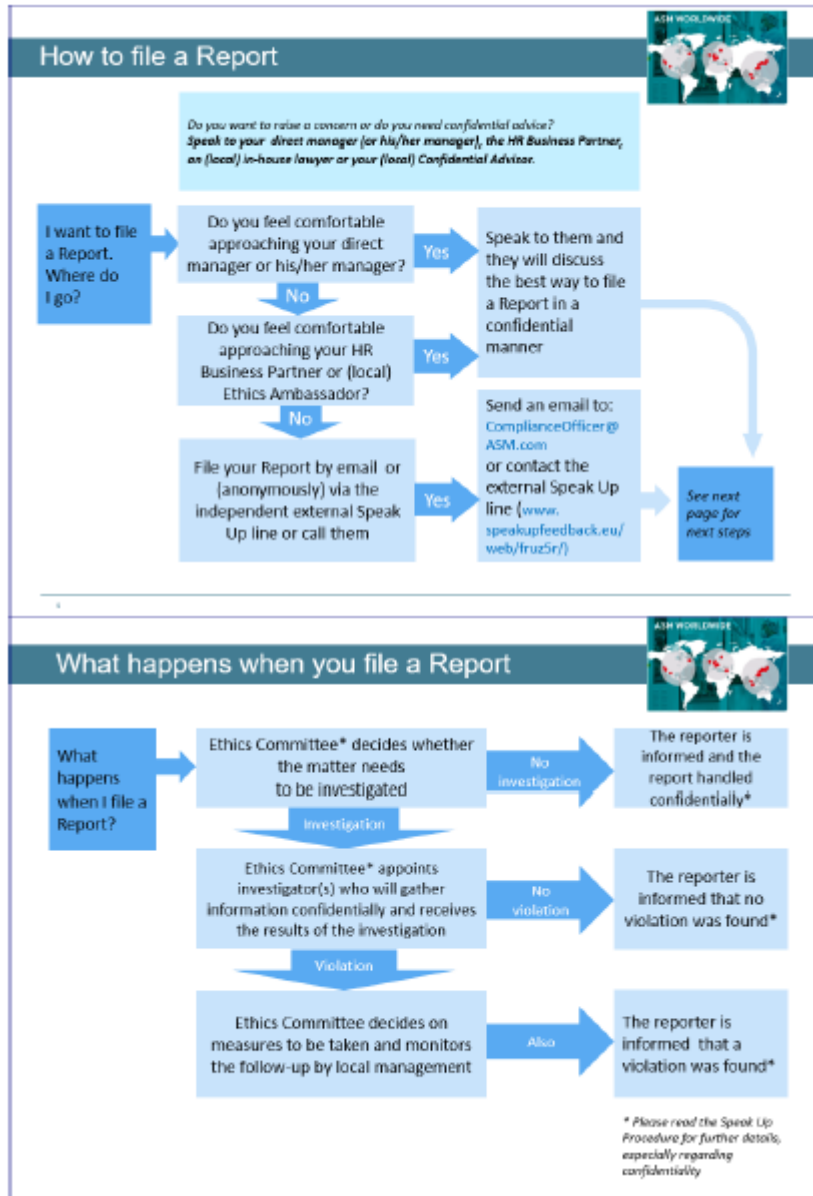 ASM WORLDWIDE
How to file a Report
Do you want to raise a concern or do you need confidential advice?
Speak to your direct manager (or his/her manager), the HR Business Partner,
an (local) in-house lawyer or your (local) Confidential Advisor.
I want to file
a Report.
Where do
I go?
Do you feel comfortable
approaching your direct
manager or his/her manager?
Yes
Speak to them and
they will discuss
the best way to file
a Report in a
confidential
manner
No
Do you feel comfortable
approaching your HR
Business Partner or (local)
Ethics Ambassador?
Yes
No
File your Report by email or
(anonymously) via the
independent external Speak
Up line or call them
Yes
Send an email to:
ComplianceOfficer@
ASM.com
or contact the
external Speak Up
line (www.
speakupfeedback.eu/
web/fruz5r/)
See next
page for
next steps
ASM WORLDWIDE
What happens when you file a Report
What
happens
when I file a
Report?
Ethics Committee* decides whether
the matter needs
to be investigated
No
investigation
The reporter is
informed and the
report handled
confidentially*
Investigation
Ethics Committee* appoints
investigator(s) who will gather
information confidentially and receives
the results of the investigation
No
violation
The reporter is
informed that no
violation was found*
Violation
Ethics Committee decides on
measures to be taken and monitors
the follow-up by local management
Also
The reporter is
informed that a
violation was found*
* Please read the Speak Up
Procedure for further details,
especially regarding
confidentiality